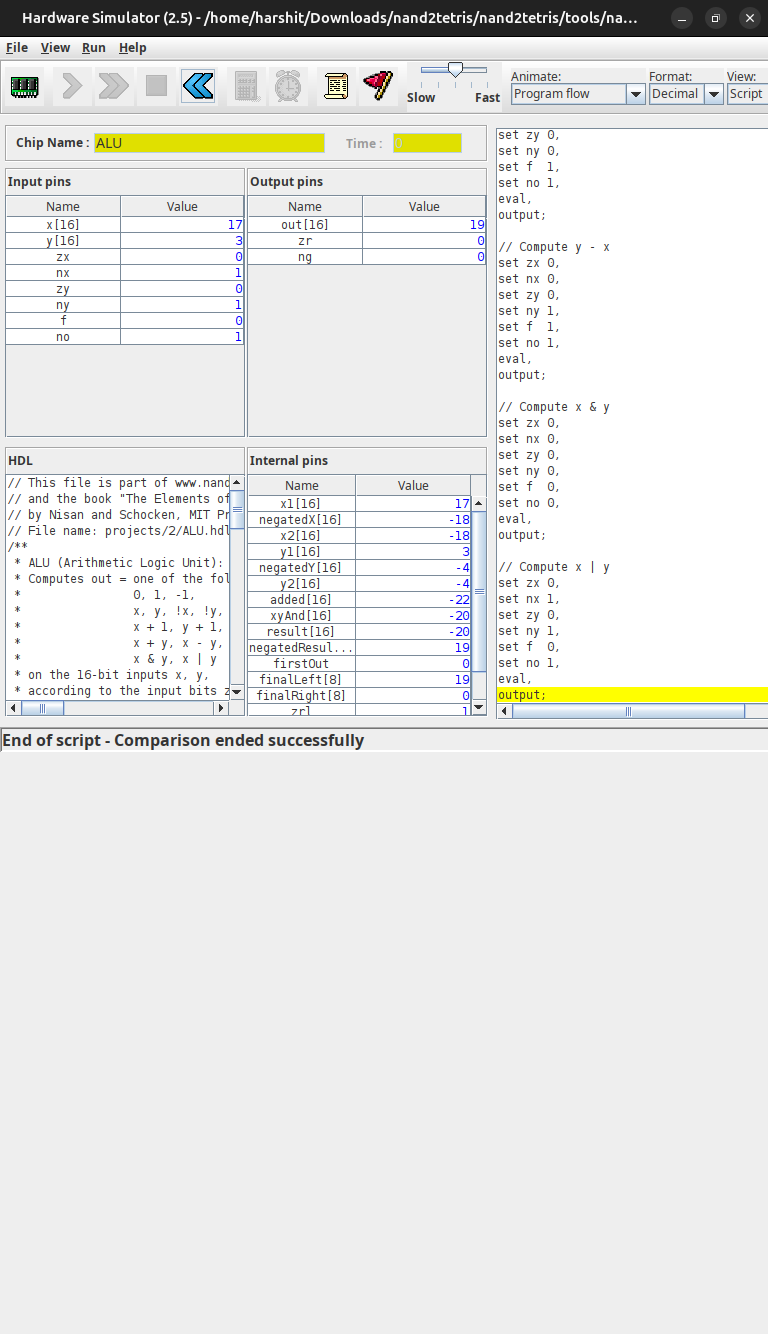 Hardware Simulator (2.5) - /home/harshit/Downloads/nand2tetris/nand2tetris/tools/na...
File View Run Help
Slow Fast
Animate: Format: View:
Program flow Decimal Script
Chip Name : ALU Time : 0
Input pins
Name Value
x[16] 17
y[16] 3
zx 0
nx 1
zy 0
ny 1
f 0
no 1
Output pins
Name Value
out[16] 19
zr 0
ng 0
HDL
// This file is part of www.nand
// and the book "The Elements of
// by Nisan and Schocken, MIT Pr
// File name: projects/2/ALU.hdl
/**
* ALU (Arithmetic Logic Unit):
* Computes out = one of the fol
* 0, 1, -1,
* x, y, !x, !y,
* x + 1, y + 1,
* x + y, x - y,
* x & y, x | y
* on the 16-bit inputs x, y,
* according to the input bits z
Internal pins
Name Value
x1[16] 17
negatedX[16] -18
x2[16] -18
y1[16] 3
negatedY[16] -4
y2[16] -4
added[16] -22
xyAnd[16] -20
result[16] -20
negatedResul... 19
firstOut 0
finalLeft[8] 19
finalRight[8] 0
zrl 1
set zy 0,
set ny 0,
set f 1,
set no 1,
eval,
output;
// Compute y - x
set zx 0,
set nx 0,
set zy 0,
set ny 1,
set f 1,
set no 1,
eval,
output;
// Compute x & y
set zx 0,
set nx 0,
set zy 0,
set ny 0,
set f 0,
set no 0,
eval,
output;
// Compute x | y
set zx 0,
set nx 1,
set zy 0,
set ny 1,
set f 0,
set no 1,
eval,
output;
End of script - Comparison ended successfully